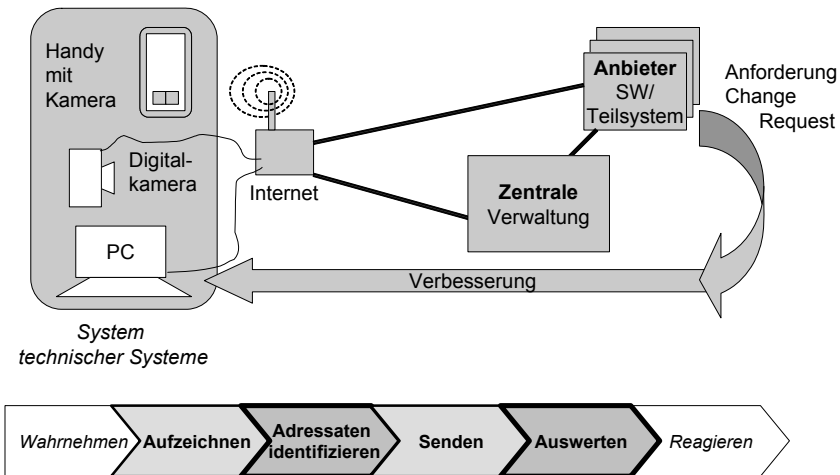 Handy
mit
Kamera
Digital-
kamera
PC
Internet
Anbieter
SW/
Teilsystem
Anforderung
Change
Request
Zentrale
Verwaltung
Verbesserung
System
technischer Systeme
Wahrnehmen
Aufzeichnen
Adressaten
identifizieren
Senden
Auswerten
Reagieren